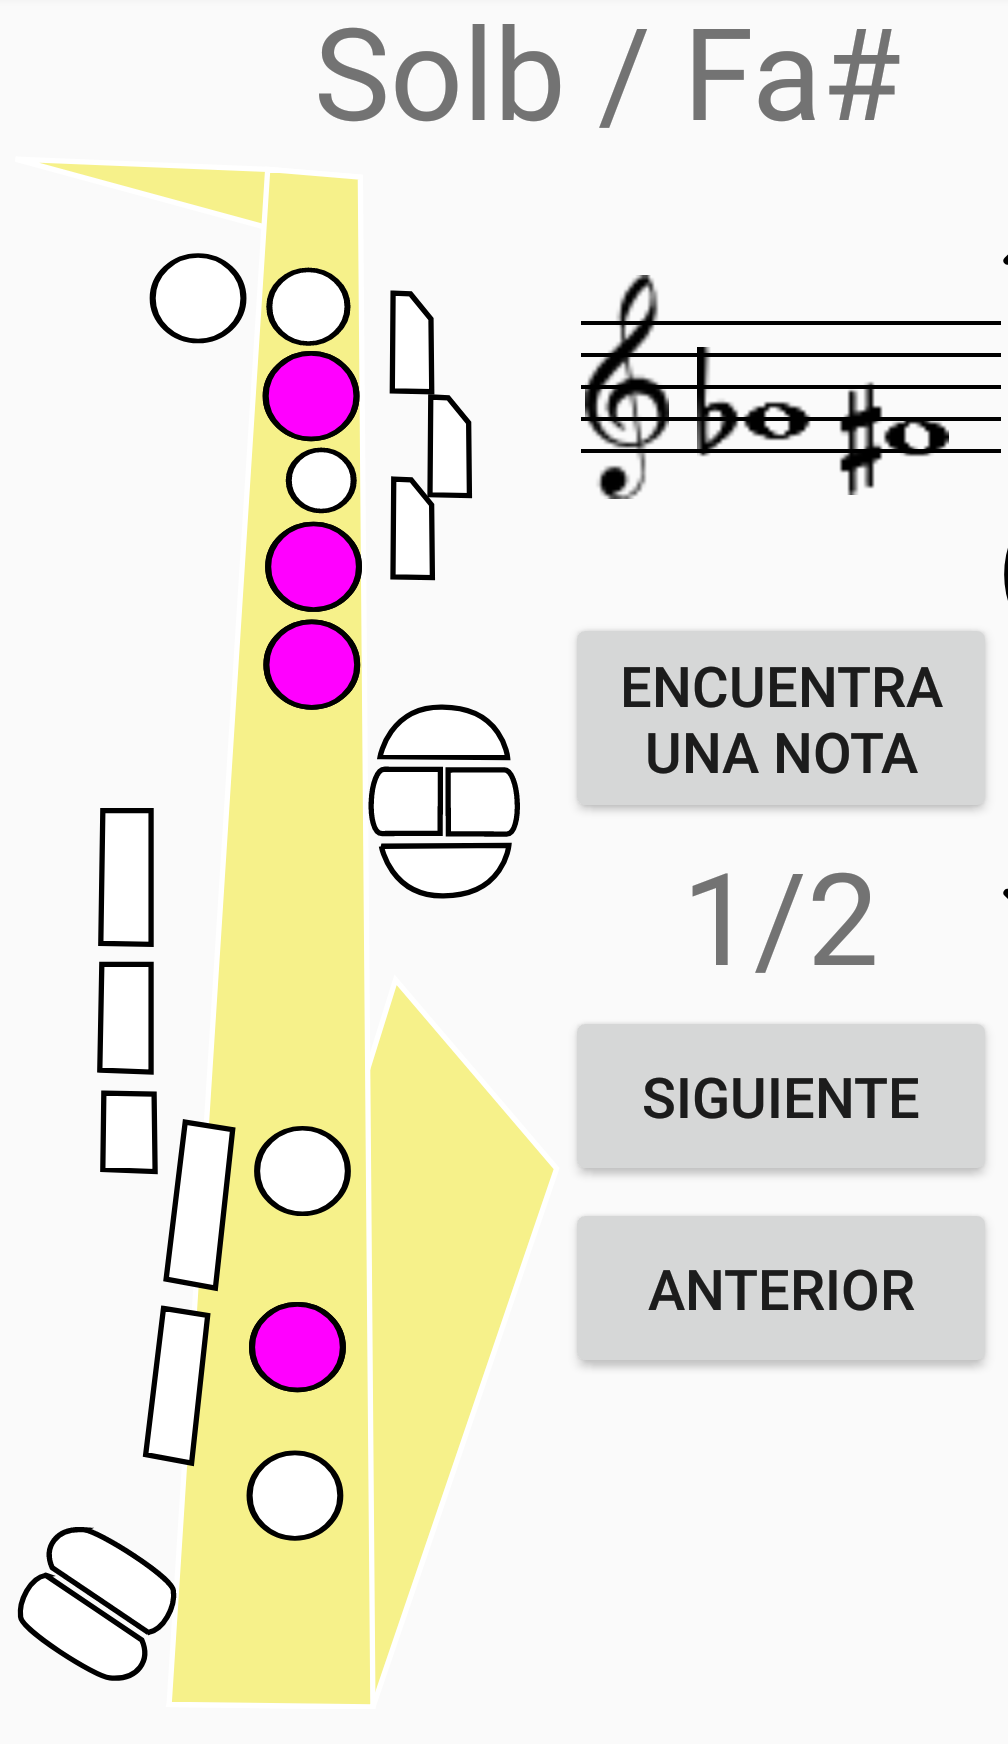 Solb / Fa#
ENCUENTRA
UNA NOTA
1/2
SIGUIENTE
ANTERIOR